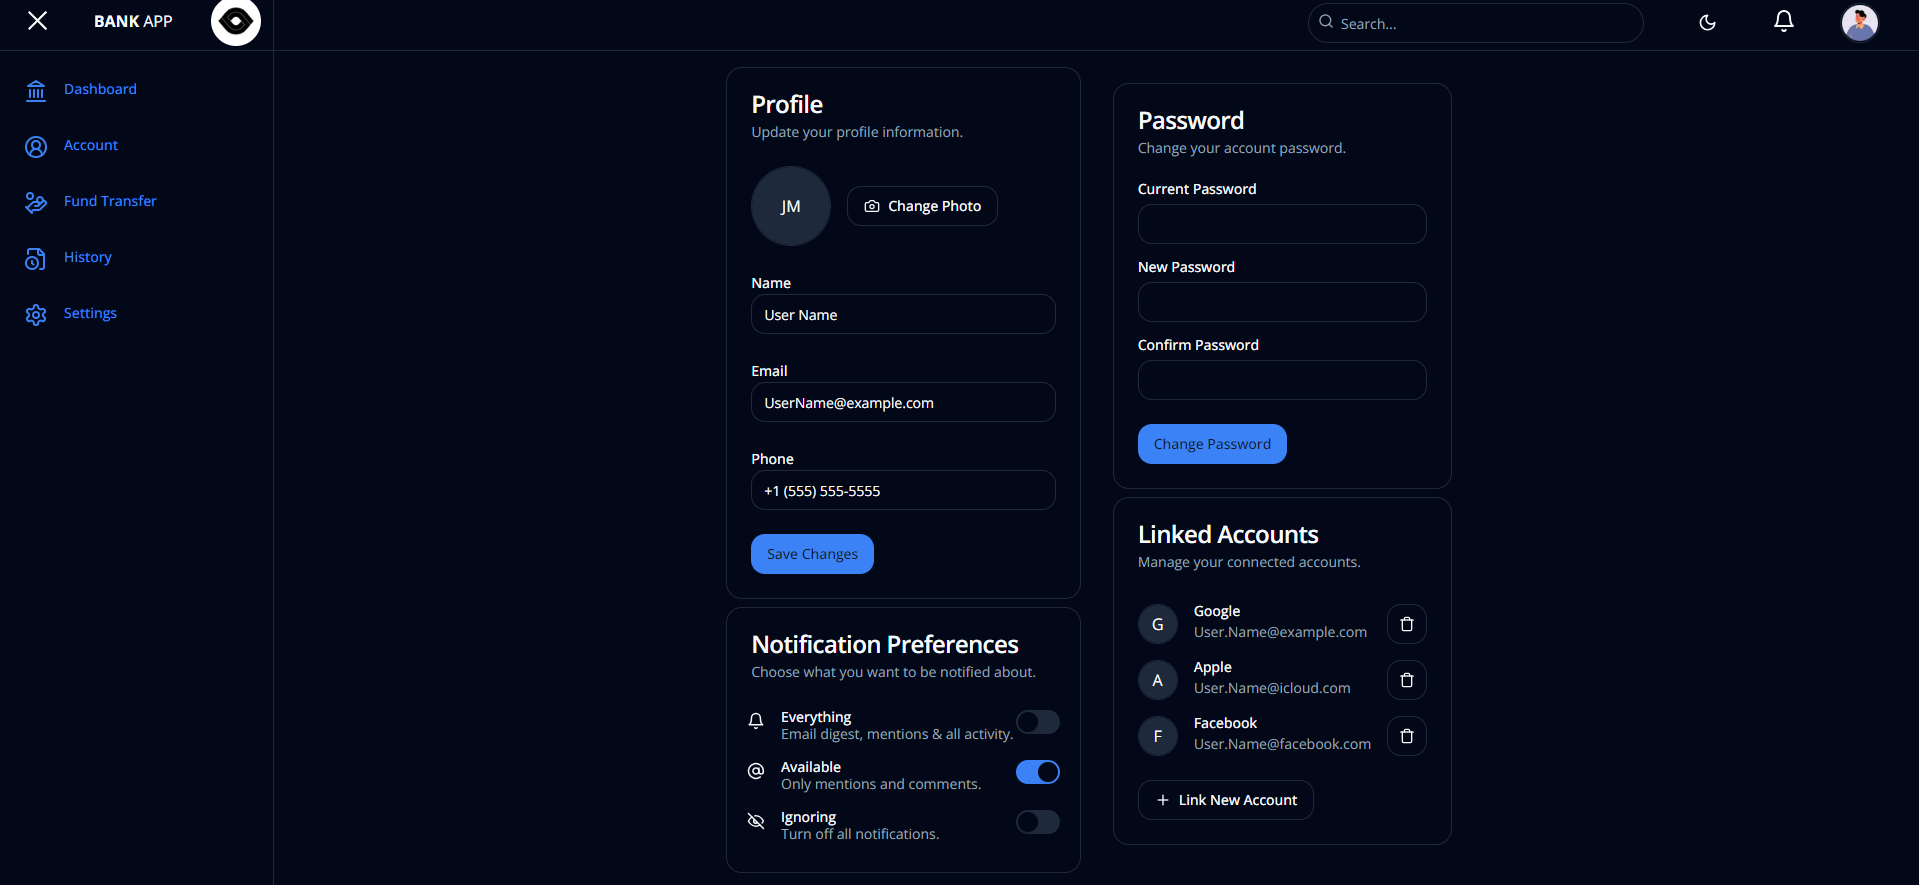 BANK APP
Search...
Dashboard
Account
Fund Transfer
History
Settings
Profile
Update your profile information.
JM
Change Photo
Name
User Name
Email
UserName@example.com
Phone
+1 (555) 555-5555
Save Changes
Notification Preferences
Choose what you want to be notified about.
Everything
Email digest, mentions & all activity.
Available
Only mentions and comments.
Ignoring
Turn off all notifications.
Password
Change your account password.
Current Password
New Password
Confirm Password
Change Password
Linked Accounts
Manage your connected accounts.
G
Google
User.Name@example.com
A
Apple
User.Name@icloud.com
F
Facebook
User.Name@facebook.com
Link New Account